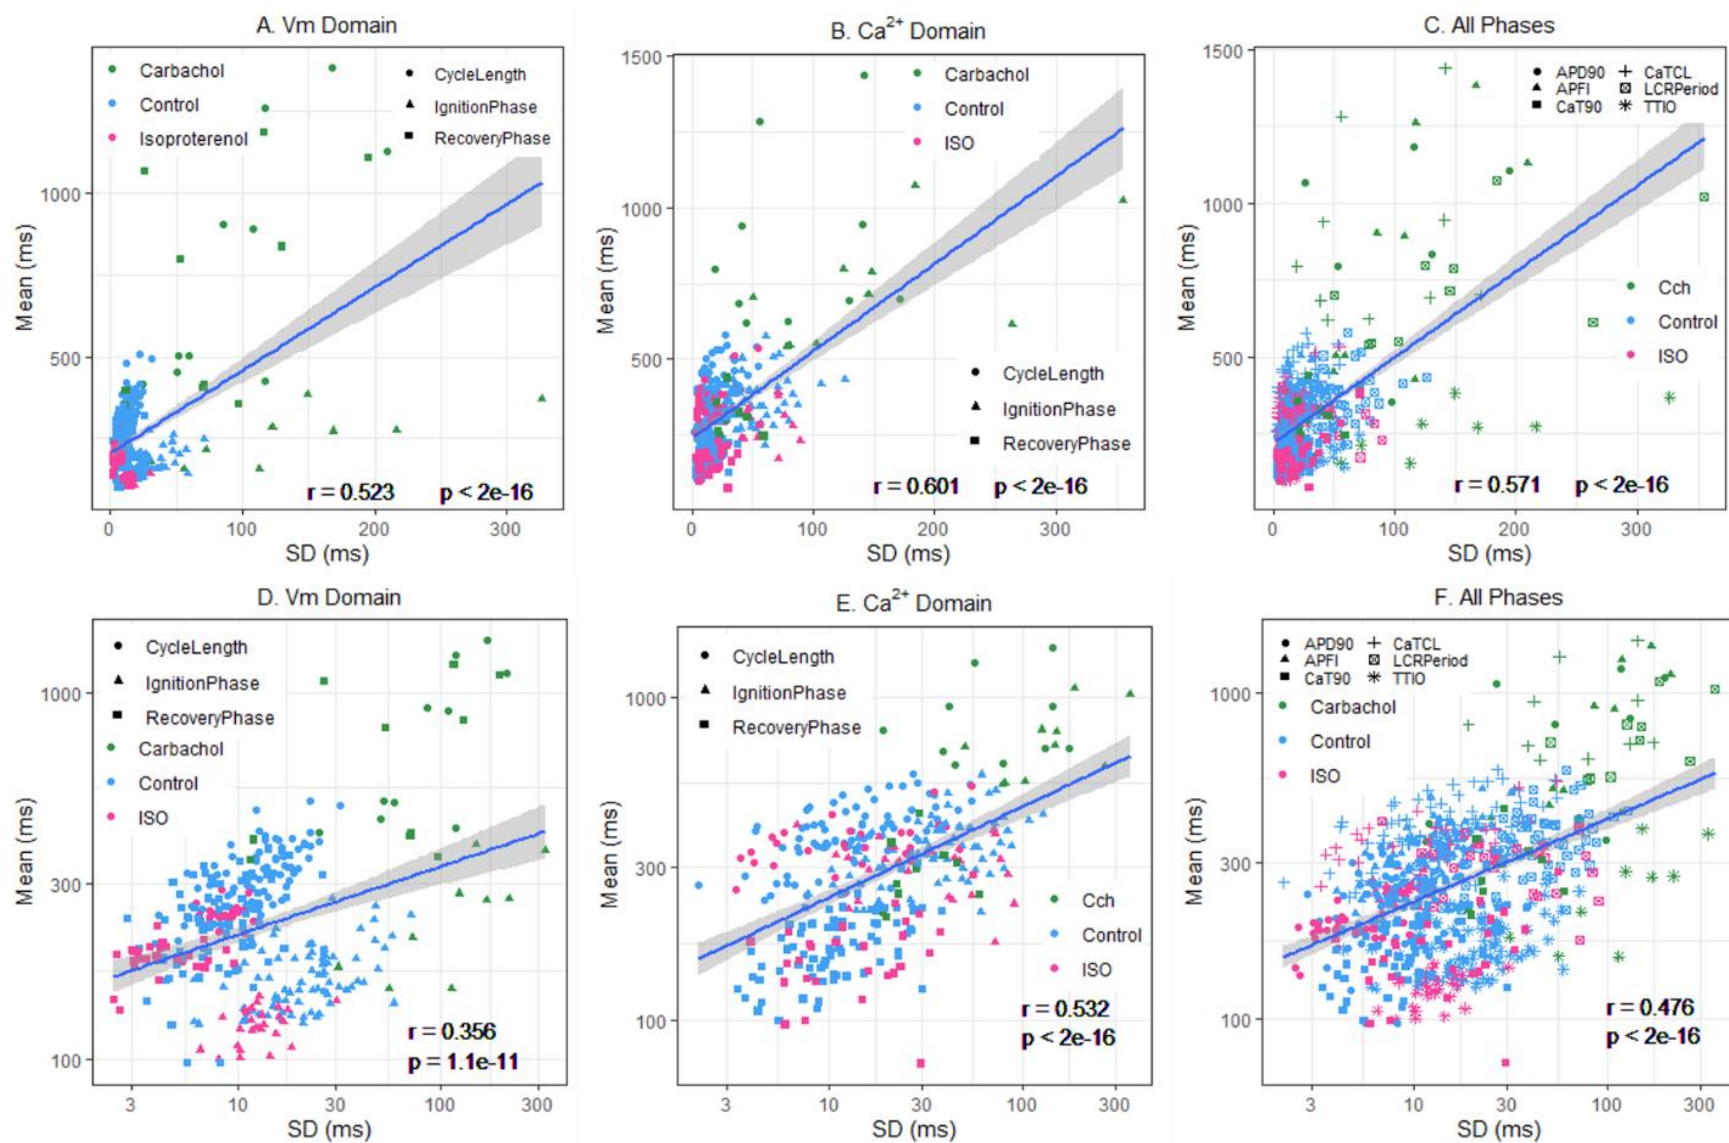 A. Vm Domain
Carbachol
Control
Isoproterenol
CycleLength
IgnitionPhase
RecoveryPhase
1000
500
Mean (ms)
r = 0.523
p < 2e-16
0
100
200
300
SD (ms)
B. Ca2+ Domain
1500
1000
500
Mean (ms)
Carbachol
Control
ISO
CycleLength
IgnitionPhase
RecoveryPhase
r = 0.601
p < 2e-16
0
100
200
300
SD (ms)
C. All Phases
1500
1000
500
Mean (ms)
APD90
CaTCL
APFI
LCRPeriod
CaT90
TTIO
Cch
Control
ISO
r = 0.571
p < 2e-16
0
100
200
300
SD (ms)
D. Vm Domain
CycleLength
IgnitionPhase
RecoveryPhase
Carbachol
Control
ISO
1000
300
100
Mean (ms)
r = 0.356
p = 1.1e-11
3
10
30
100
300
SD (ms)
E. Ca2+ Domain
CycleLength
IgnitionPhase
RecoveryPhase
1000
300
100
Mean (ms)
Cch
Control
ISO
r = 0.532
p < 2e-16
3
10
30
100
300
SD (ms)
F. All Phases
APD90
CaTCL
APFI
LCRPeriod
CaT90
TTIO
Carbachol
Control
ISO
1000
300
100
Mean (ms)
r = 0.476
p < 2e-16
3
10
30
100
300
SD (ms)